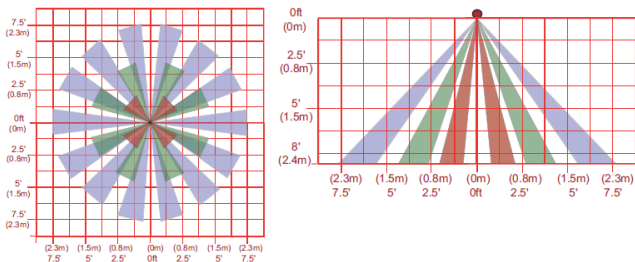 7.5'
(2.3m)
5'
(1.5m)
2.5'
(0.8m)
0ft
(0m)
2.5'
(0.8m)
5'
(1.5m)
7.5'
(2.3m)
(2.3m) (1.5m) (0.8m) (0m) (0.8m) (1.5m) (2.3m)
7.5' 5' 2.5' 0ft 2.5' 5' 7.5'
0ft
(0m)
2.5'
(0.8m)
5'
(1.5m)
8'
(2.4m)
(2.3m) (1.5m) (0.8m) (0m) (0.8m) (1.5m) (2.3m)
7.5' 5' 2.5' 0ft 2.5' 5' 7.5'